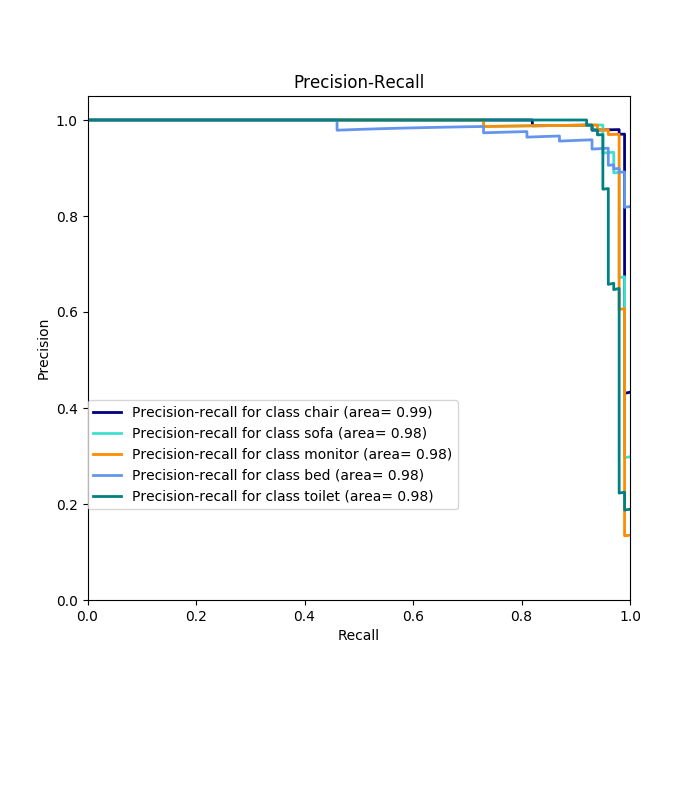 Precision-Recall
1.0
0.8
0.6
0.4
0.2
0.0
Precision
Precision-recall for class chair (area= 0.99)
Precision-recall for class sofa (area= 0.98)
Precision-recall for class monitor (area= 0.98)
Precision-recall for class bed (area= 0.98)
Precision-recall for class toilet (area= 0.98)
0.0 0.2 0.4 0.6 0.8 1.0
Recall